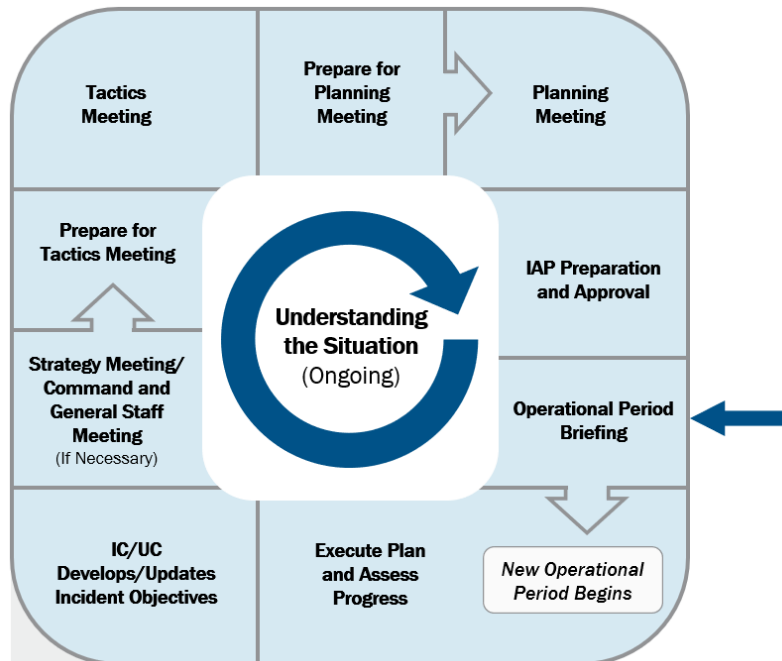 Tactics
Meeting
Prepare for
Planning
Meeting
Planning
Meeting
Prepare for
Tactics Meeting
IAP Preparation
and Approval
Understanding
the Situation
(Ongoing)
Strategy Meeting/
Command and
General Staff
Meeting
(If Necessary)
Operational Period
Briefing
IC/UC
Develops/Updates
Incident Objectives
Execute Plan
and Assess
Progress
New Operational
Period Begins